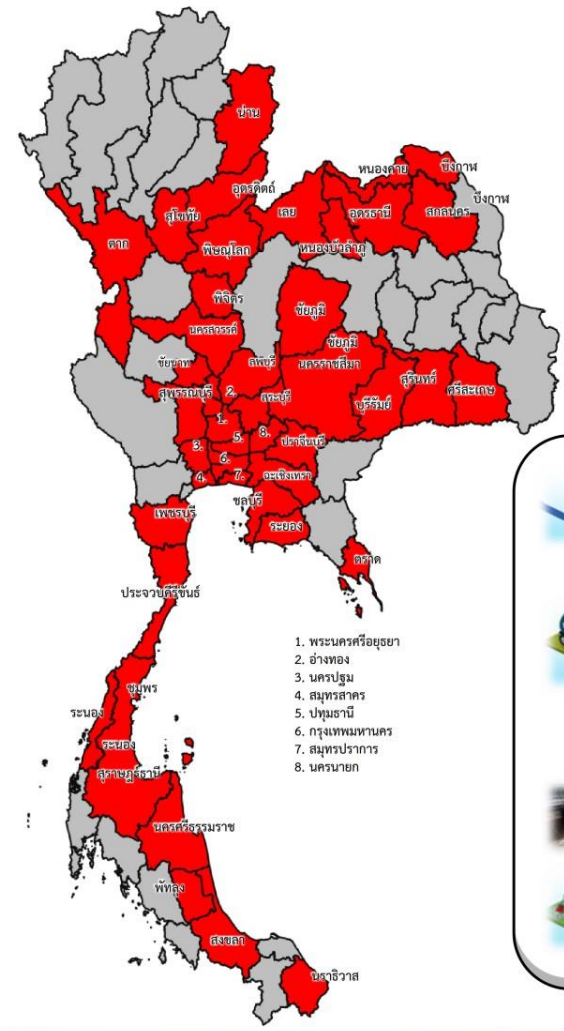 น่าน
หนองคาย
บึงกาฬ
อุตรดิตถ์
สุโขทัย
เลย
อุดรธานี
สกลนคร
บึงกาฬ
ตาก
พิษณุโลก
หนองบัวลำภู
พิจิตร
ชัยภูมิ
นครสวรรค์
ชัยภูมิ
ชัยนาท
ลพบุรี
นครราชสีมา
สุพรรณบุรี
2.
สระบุรี
บุรีรัมย์
สุรินทร์
ศรีสะเกษ
1.
5.
8.
ปราจีนบุรี
3.
6.
4.
7.
ฉะเชิงเทรา
ชลบุรี
เพชรบุรี
ระยอง
ตราด
ประจวบคีรีขันธ์
1. พระนครศรีอยุธยา
2. อ่างทอง
3. นครปฐม
4. สมุทรสาคร
5. ปทุมธานี
6. กรุงเทพมหานคร
7. สมุทรปราการ
8. นครนายก
ชุมพร
ระนอง
ระนอง
สุราษฎร์ธานี
นครศรีธรรมราช
พัทลุง
สงขลา
นราธิวาส